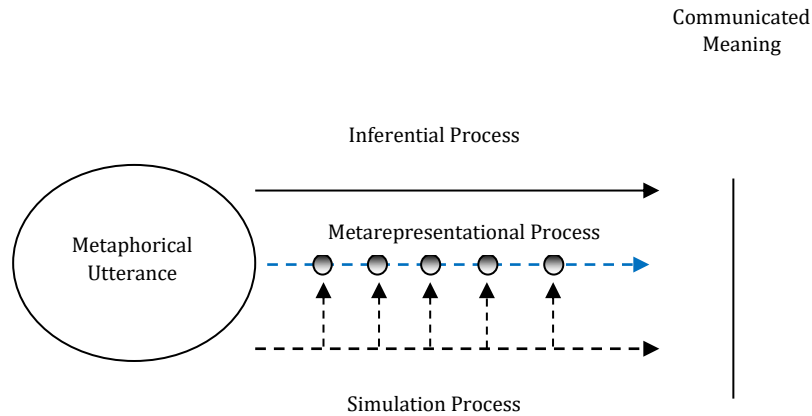 Communicated
Meaning
Inferential Process
Metaphorical
Utterance
Metarepresentational Process
Simulation Process